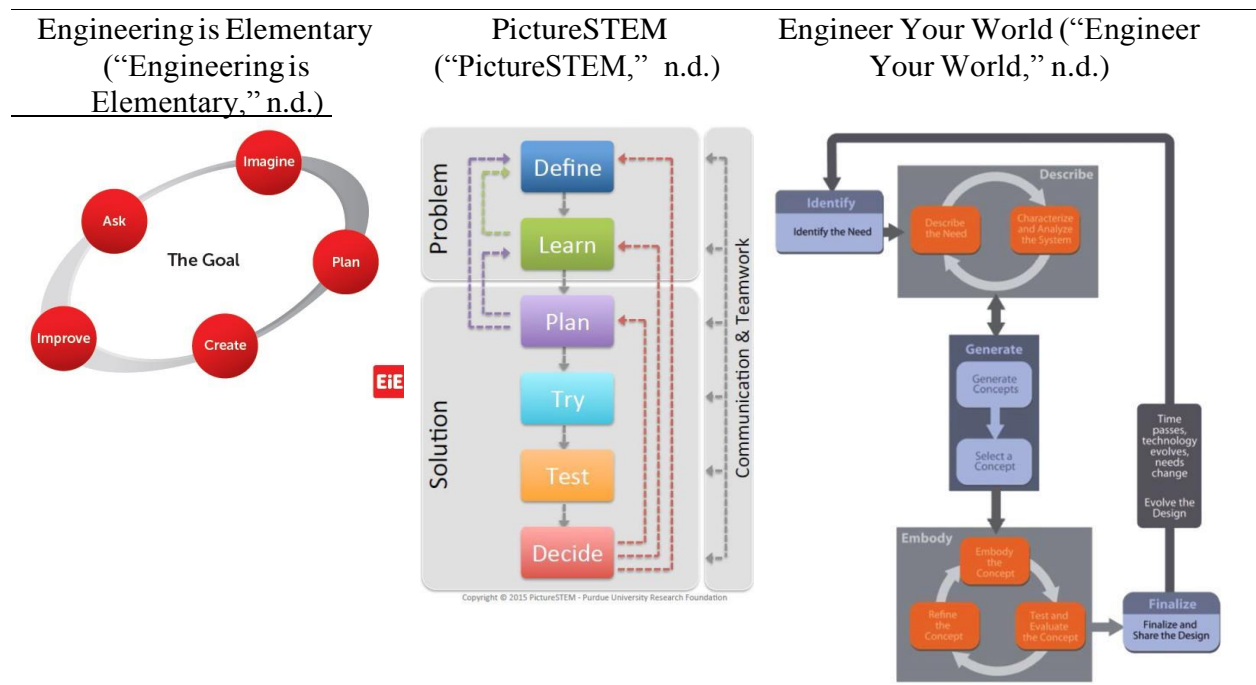 Engineering is Elementary
(“Engineering is
Elementary,” n.d.)
PictureSTEM
(“PictureSTEM,” n.d.)
Engineer Your World (“Engineer
Your World,” n.d.)
Imagine
Ask
The Goal
Plan
Improve
Create
EiE
Problem
Define
Learn
Solution
Plan
Try
Test
Decide
Communication & Teamwork
Copyright © 2015 PictureSTEM - Purdue University Research Foundation
Identify
Identify the Need
Describe
Describe
the Need
Characterize
and Analyze
the System
Generate
Generate
Concepts
Select a
Concept
Time
passes,
technology
evolves,
needs
change
Evolve the
Design
Embody
Embody
the
Concept
Refine
the
Concept
Test and
Evaluate
the Concept
Finalize
Finalize and
Share the Design